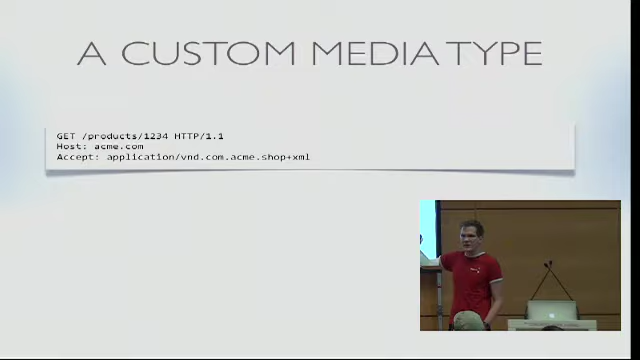 A CUSTOM MEDIA TYPE
GET /products/1234 HTTP/1.1
Host: acme.com
Accept: application/vnd.com.acme.shop+xml